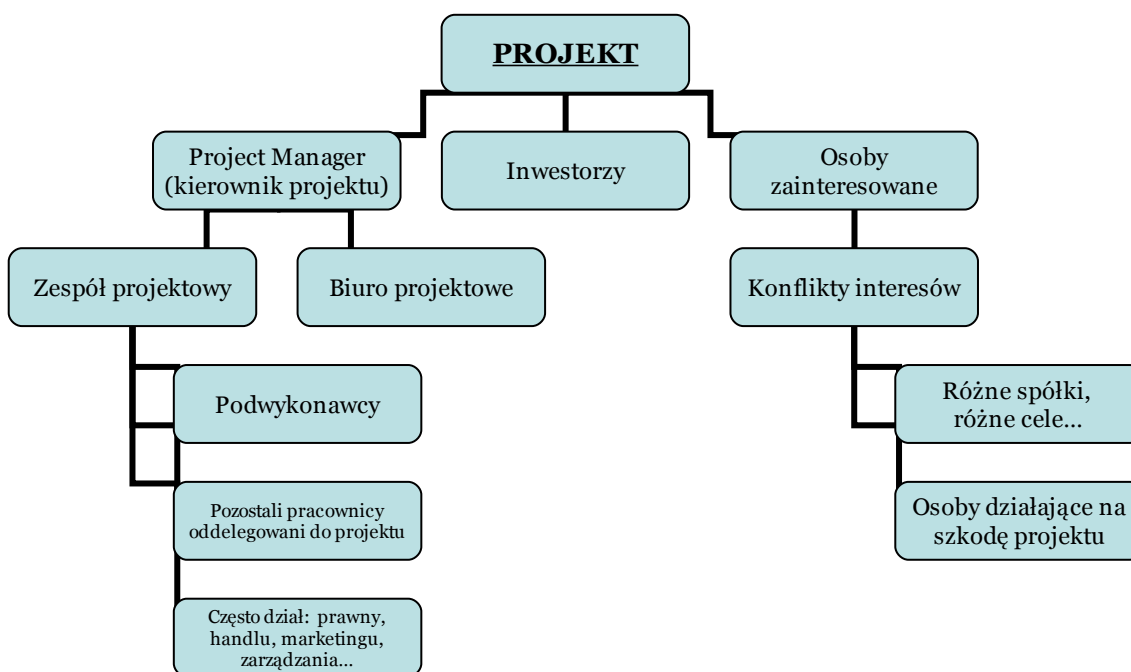 PROJEKT
Project Manager
(kierownik projektu)
Inwestorzy
Osoby
zainteresowane
Zespół projektowy
Biuro projektowe
Konflikty interesów
Podwykonawcy
Różne spółki,
różne cele...
Pozostali pracownicy
oddelegowani do projektu
Osoby działające na
szkodę projektu
Często dział: prawny,
handlu, marketingu,
zarządzania...